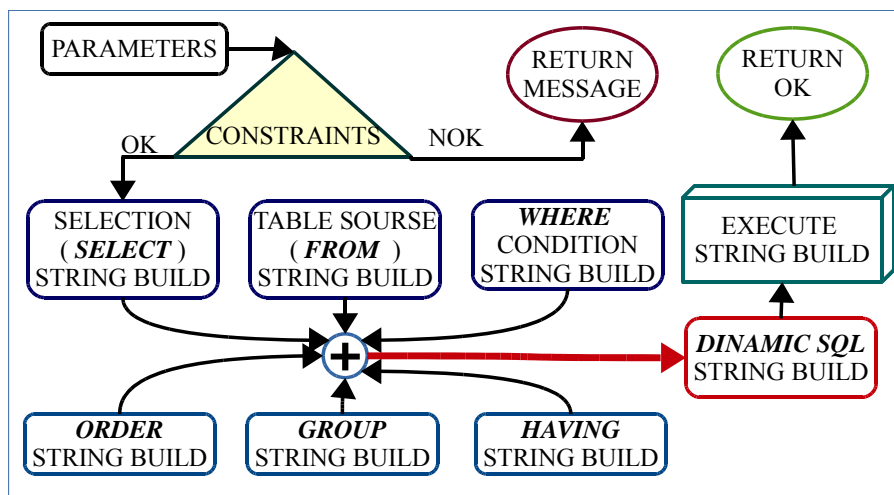 PARAMETERS
RETURN
MESSAGE
RETURN
OK
CONSTRAINTS
OK
NOK
SELECTION
( SELECT )
STRING BUILD
TABLE SOURSE
( FROM )
STRING BUILD
WHERE
CONDITION
STRING BUILD
EXECUTE
STRING BUILD
+
DINAMIC SQL
STRING BUILD
ORDER
STRING BUILD
GROUP
STRING BUILD
HAVING
STRING BUILD